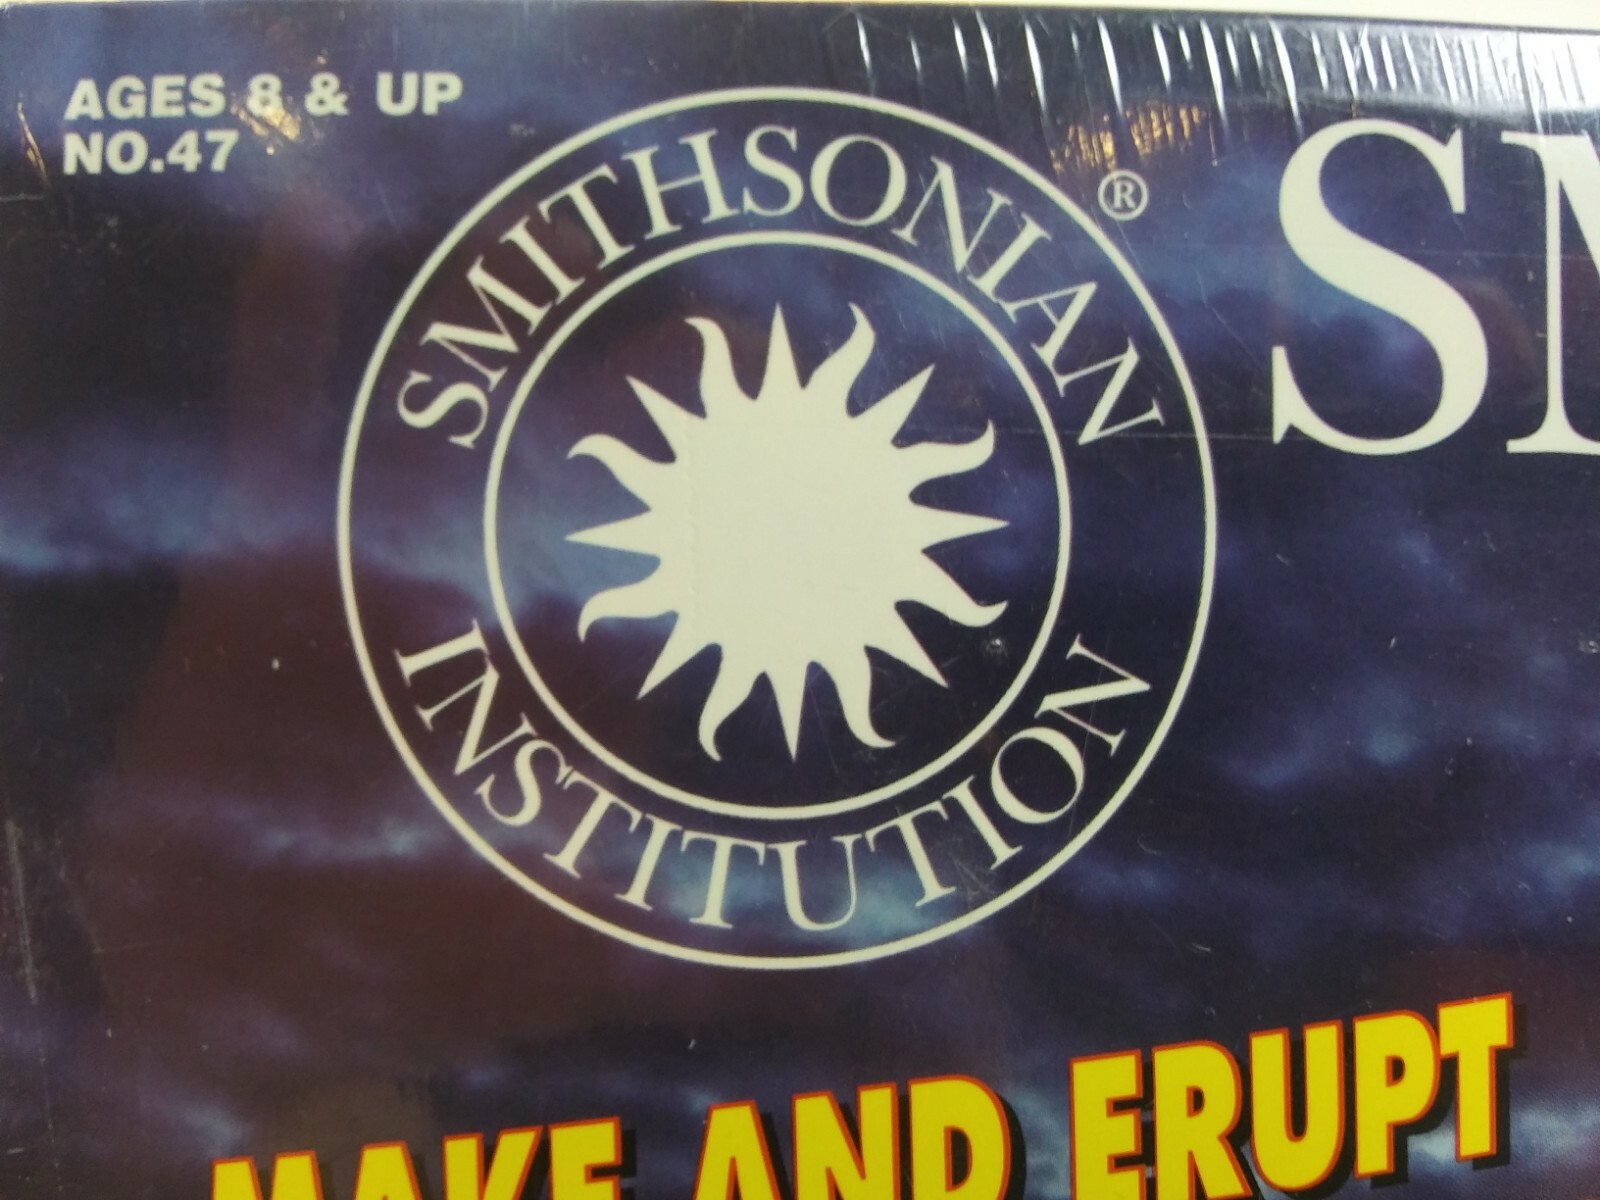 AGES 8 & UP
NO.47
SMITHSONIAN
®
INSTITUTION
MAKE AND ERUPT